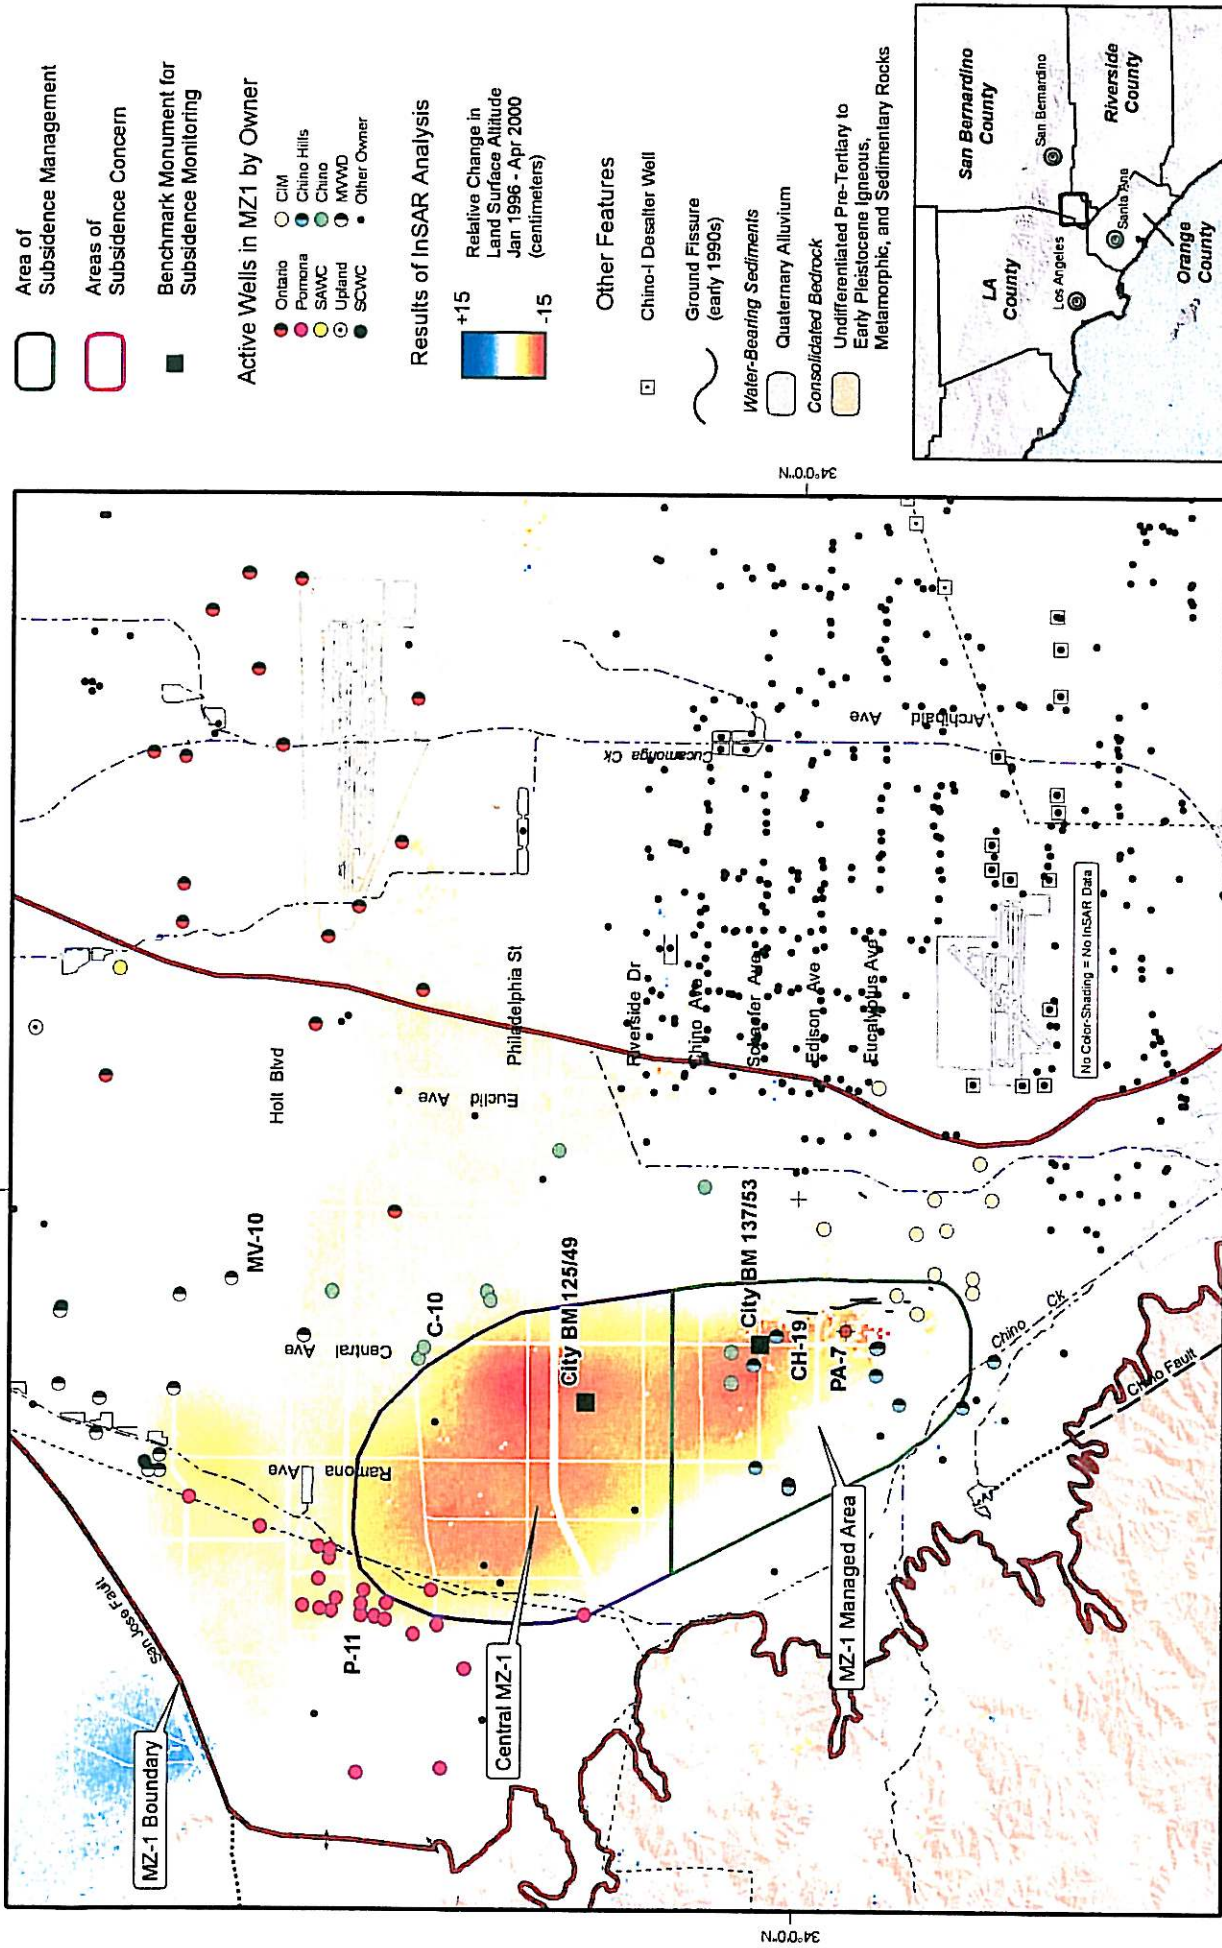 Area of
Subsidence Management
Areas of
Subsidence Concern
Benchmark Monument for
Subsidence Monitoring
Active Wells in MZ1 by Owner
Ontario
Pomona
SAWC
Upland
SCWC
CIM
Chino Hills
Chino
MVWD
Other Owner
Results of InSAR Analysis
+15
-15
Relative Change in
Land Surface Altitude
Jan 1996 - Apr 2000
(centimeters)
Other Features
Chino-I Desalter Well
Ground Fissure
(early 1990s)
Water-Bearing Sediments
Quaternary Alluvium
Consolidated Bedrock
Undifferentiated Pre-Tertiary to
Early Pleistocene Igneous,
Metamorphic, and Sedimentary Rocks
San Bernardino
County
San Bernardino
Riverside
County
LA
County
Los Angeles
Santa Ana
Orange
County
34°0'0"N
34°0'0"N
MZ-1 Boundary
San Jose Fault
P-11
Ramona
Ave
Central
Ave
MV-10
C-10
Holt Blvd
Euclid
Ave
Philadelphia St
Riverside Dr
Chino Ave
Schaefer Ave
Edison Ave
Eucalyptus Ave
Cucamonga Ck
Archibald
Ave
Central MZ-1
City BM 125/49
City BM 137/53
CH-19
PA-7
MZ-1 Managed Area
Chino
Ck
Chino Fault
No Color-Shading = No InSAR Data